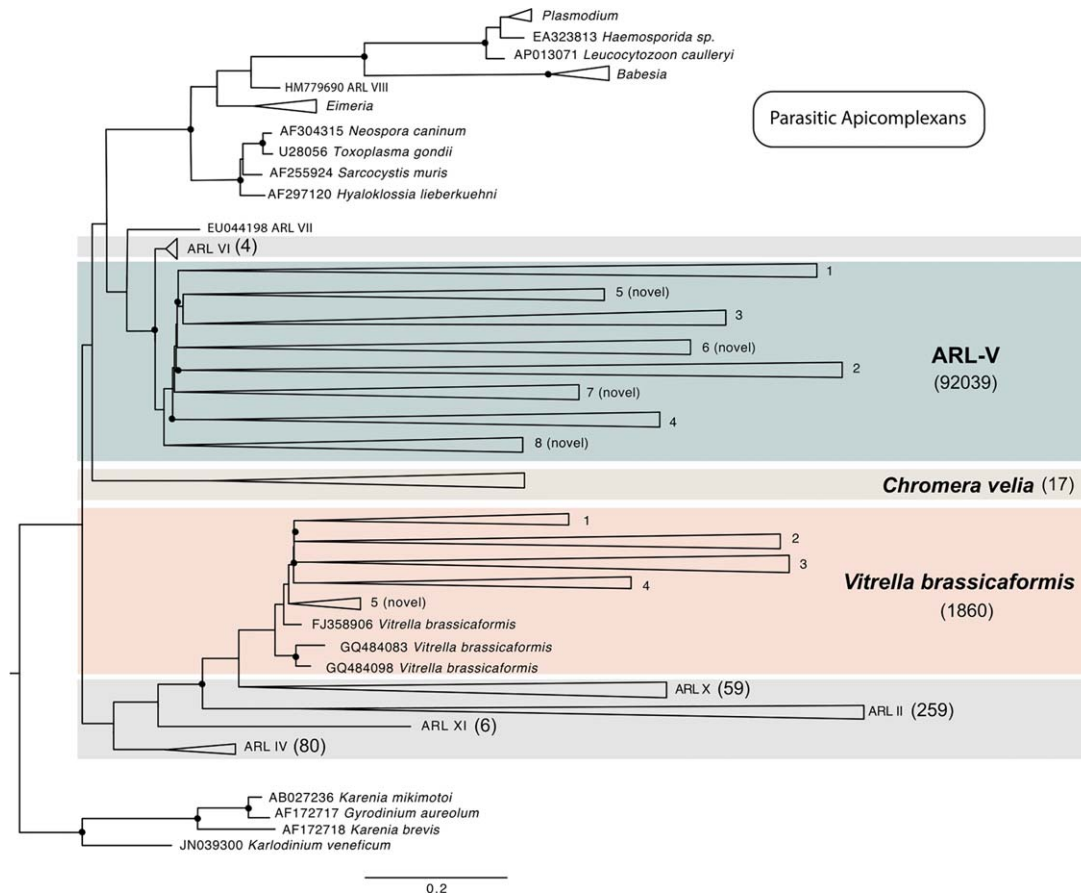 Plasmodium
EA323813 Haemosporida sp.
AP013071 Leucocytozoon caulleryi
Babesia
HM779690 ARL VIII
Eimeria
Parasitic Apicomplexans
AF304315 Neospora caninum
U28056 Toxoplasma gondii
AF255924 Sarcocystis muris
AF297120 Hyaloklossia lieberkuehni
EU044198 ARL VII
ARL VI (4)
1
5 (novel)
3
6 (novel)
2
7 (novel)
4
8 (novel)
ARL-V
(92039)
Chromera velia (17)
1
2
3
4
5 (novel)
FJ358906 Vitrella brassicaformis
GQ484083 Vitrella brassicaformis
GQ484098 Vitrella brassicaformis
Vitrella brassicaformis
(1860)
ARL X (59)
ARL II (259)
ARL XI (6)
ARL IV (80)
AB027236 Karenia mikimotoi
AF172717 Gyrodinium aureolum
AF172718 Karenia brevis
JN039300 Karlodinium veneficum
0.2